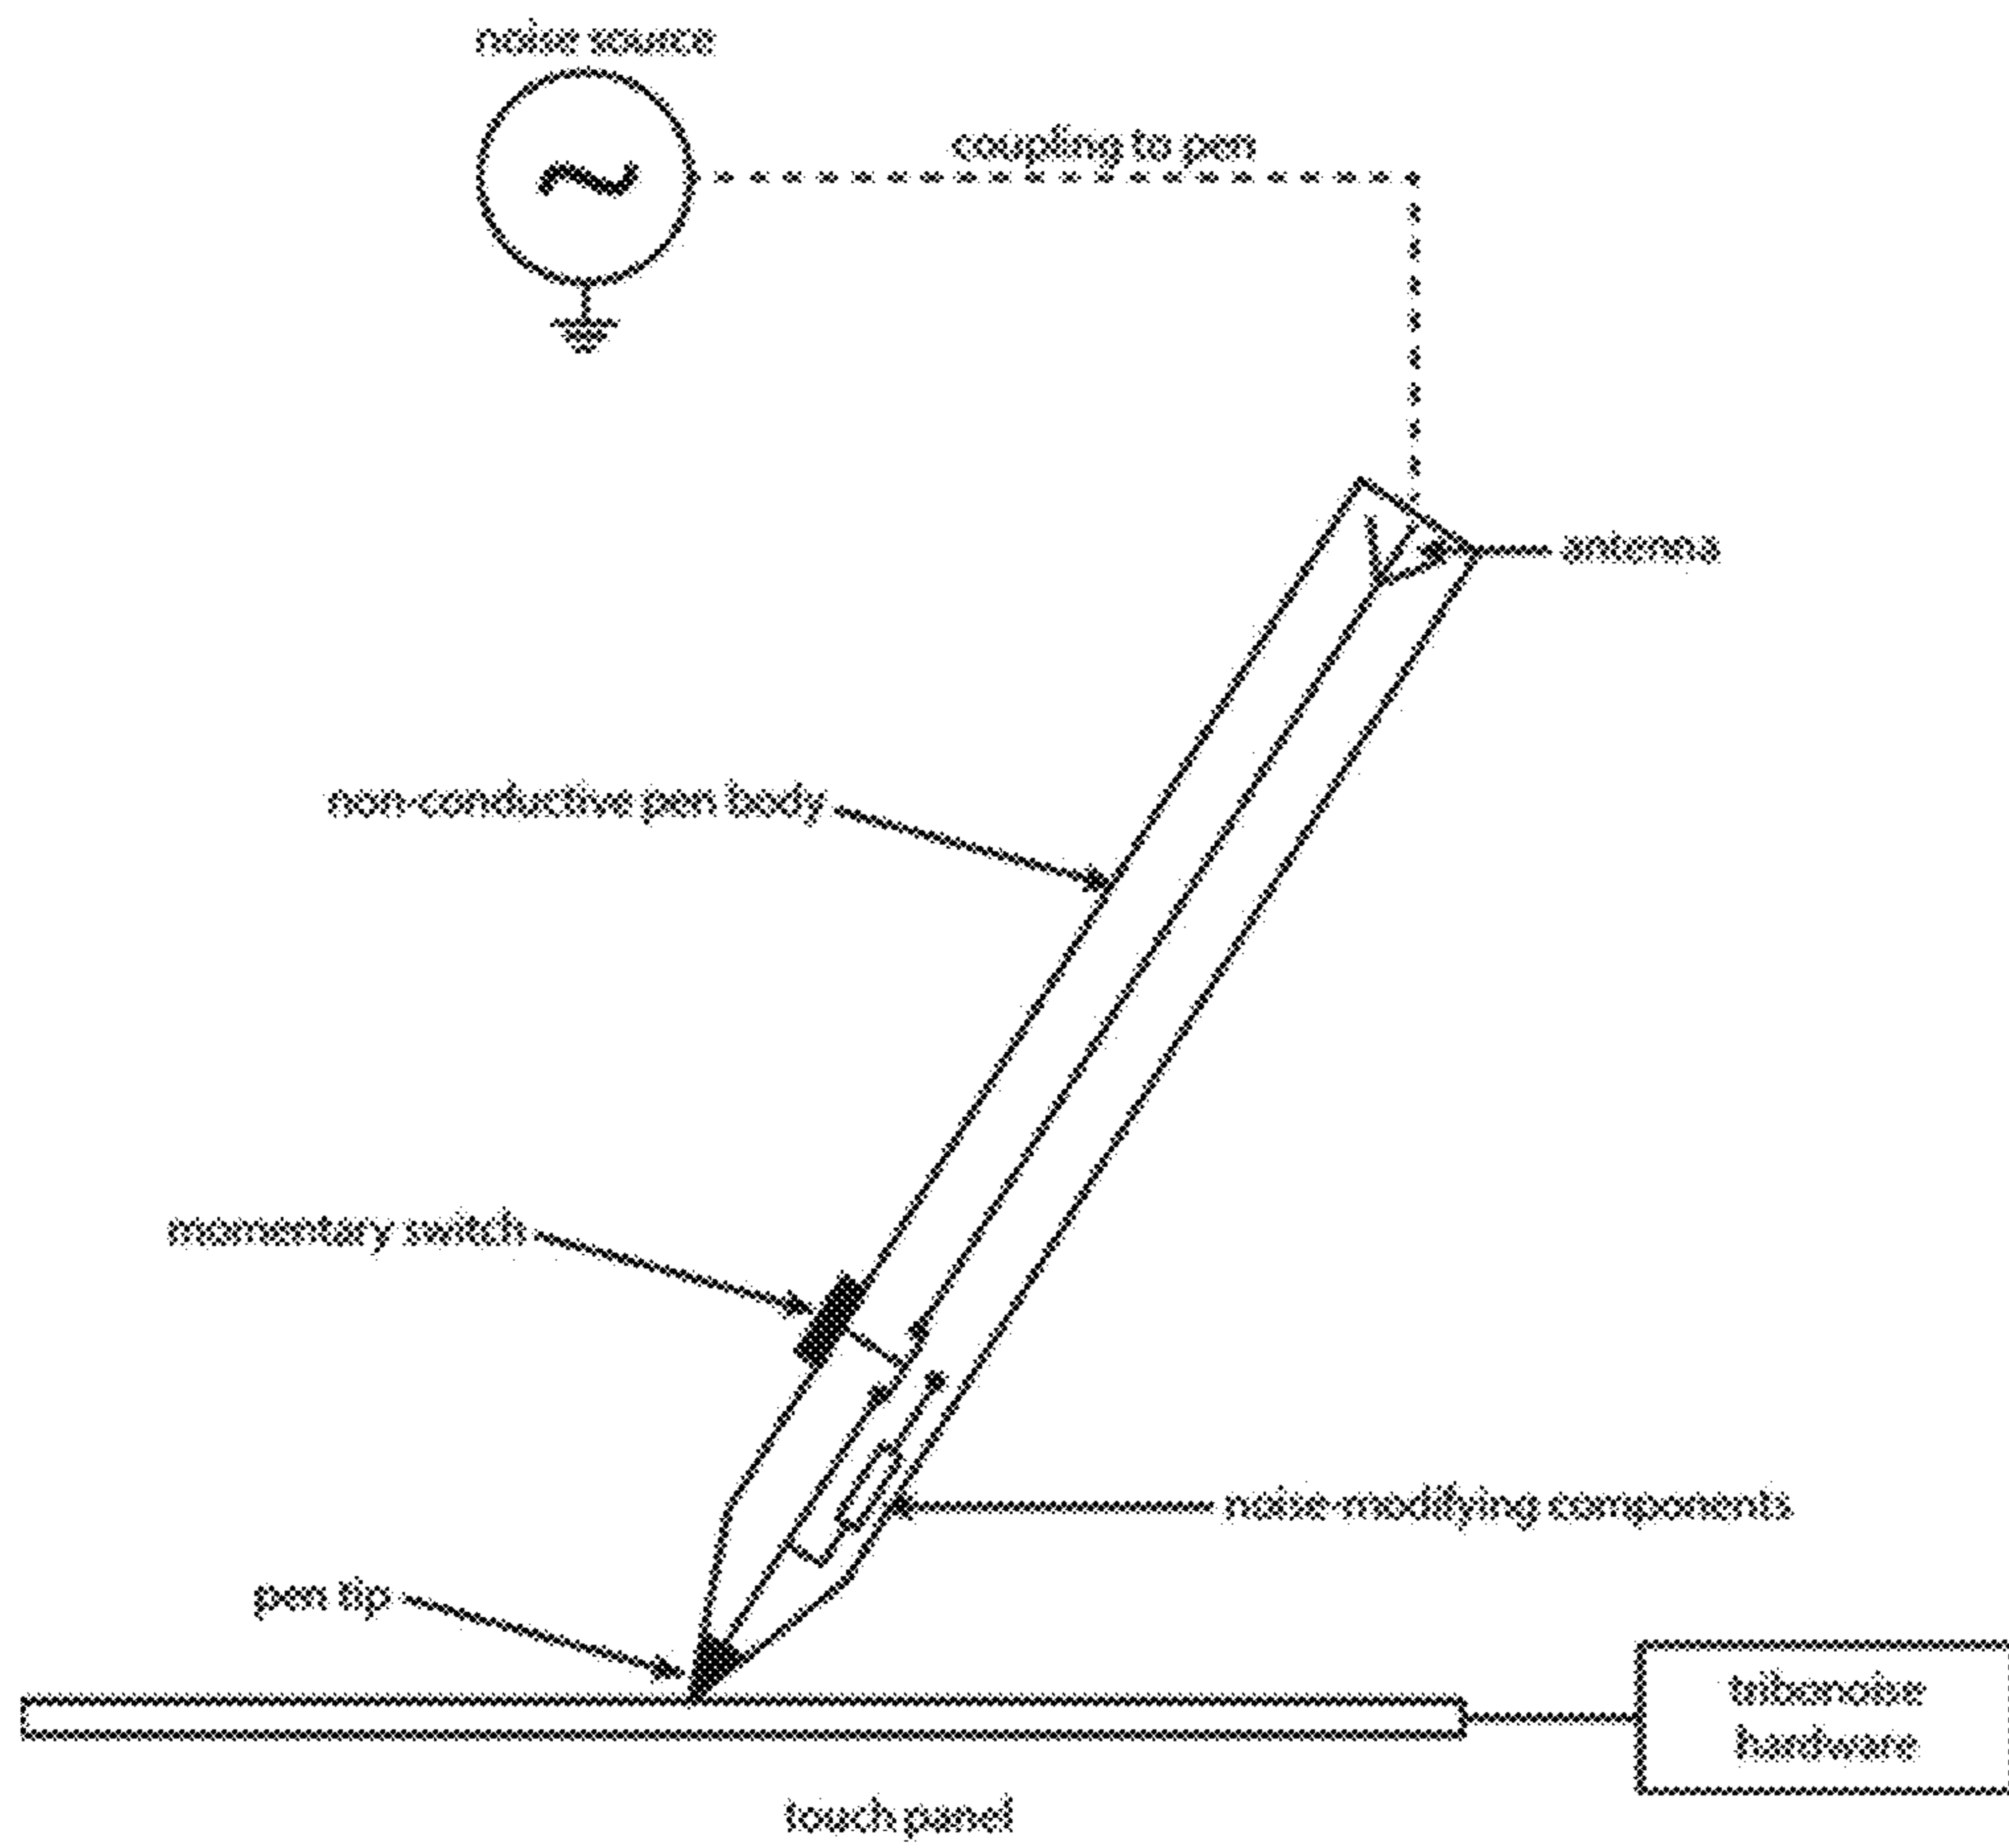 noise source
coupling to pen
antenna
non-conductive pen body
momentary switch
noise-modifying components
pen tip
tribenoise
hardware
touch panel